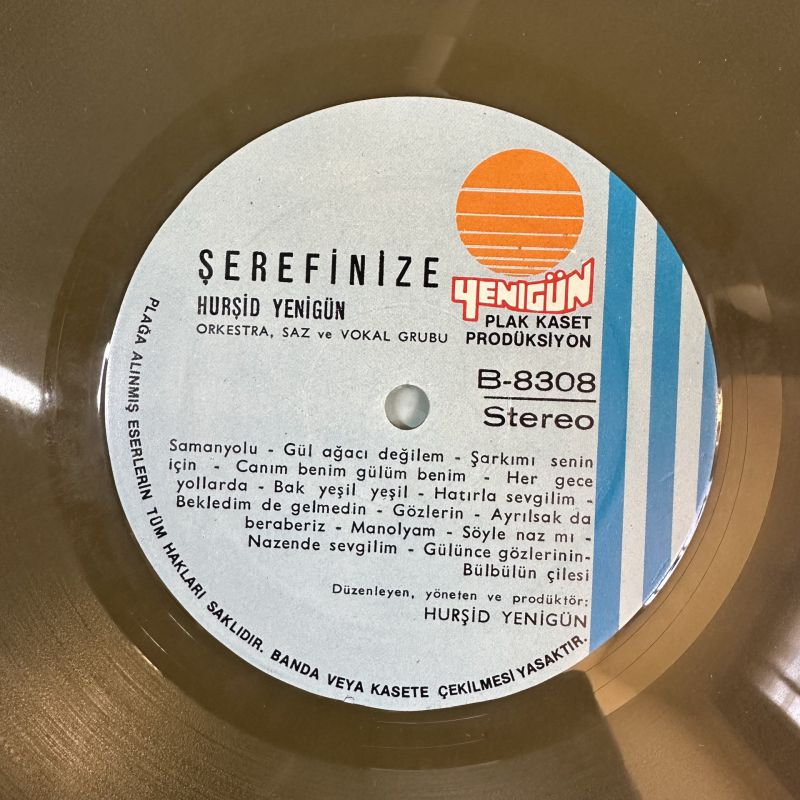 ŞEREFİNİZE
HURŞİD YENİGÜN
ORKESTRA, SAZ ve VOKAL GRUBU
YENİGÜN
PLAK KASET
PRODÜKSİYON
B-8308
Stereo
Samanyolu - Gül ağacı değilem - Şarkımı senin
için - Canım benim gülüm benim - Her gece
yollarda - Bak yeşil yeşil - Hatırla sevgilim -
Bekledim de gelmedin - Gözlerin - Ayrılsak da
beraberiz - Manolyam - Söyle naz mı -
Nazende sevgilim - Gülünce gözlerinin-
Bülbülün çilesi
Düzenleyen, yöneten ve prodüktör:
HURŞİD YENİGÜN
PLAĞA ALINMIŞ ESERLERİN TÜM HAKLARI SAKLIDIR. BANDA VEYA KASETE ÇEKİLMESİ YASAKTIR.